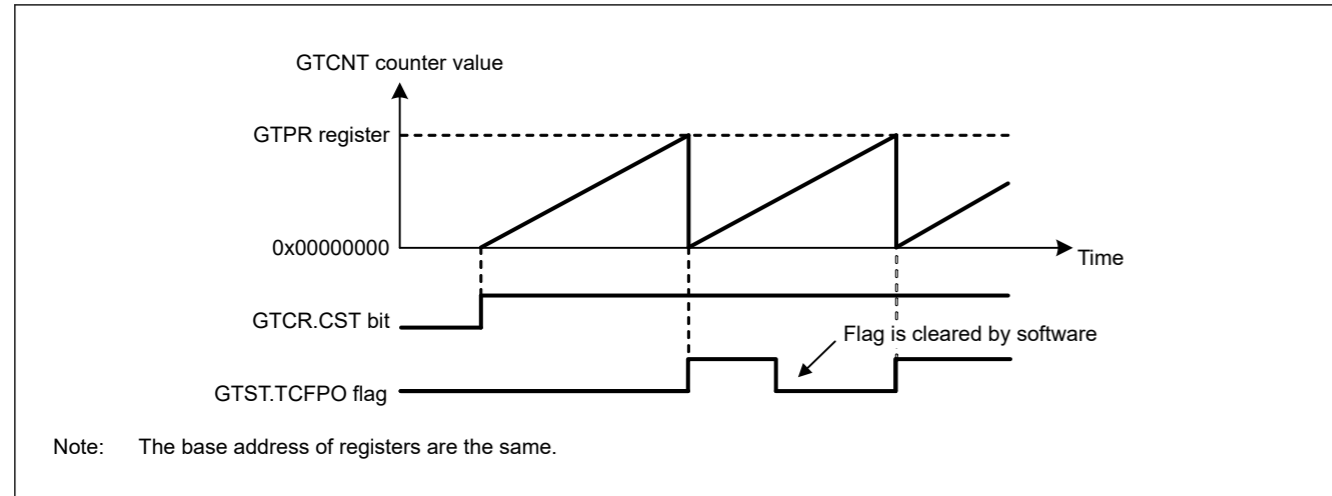 GTCNT counter value
GTPR register
0x00000000
Time
GTCR.CST bit
Flag is cleared by software
GTST.TCFPO flag
Note: The base address of registers are the same.